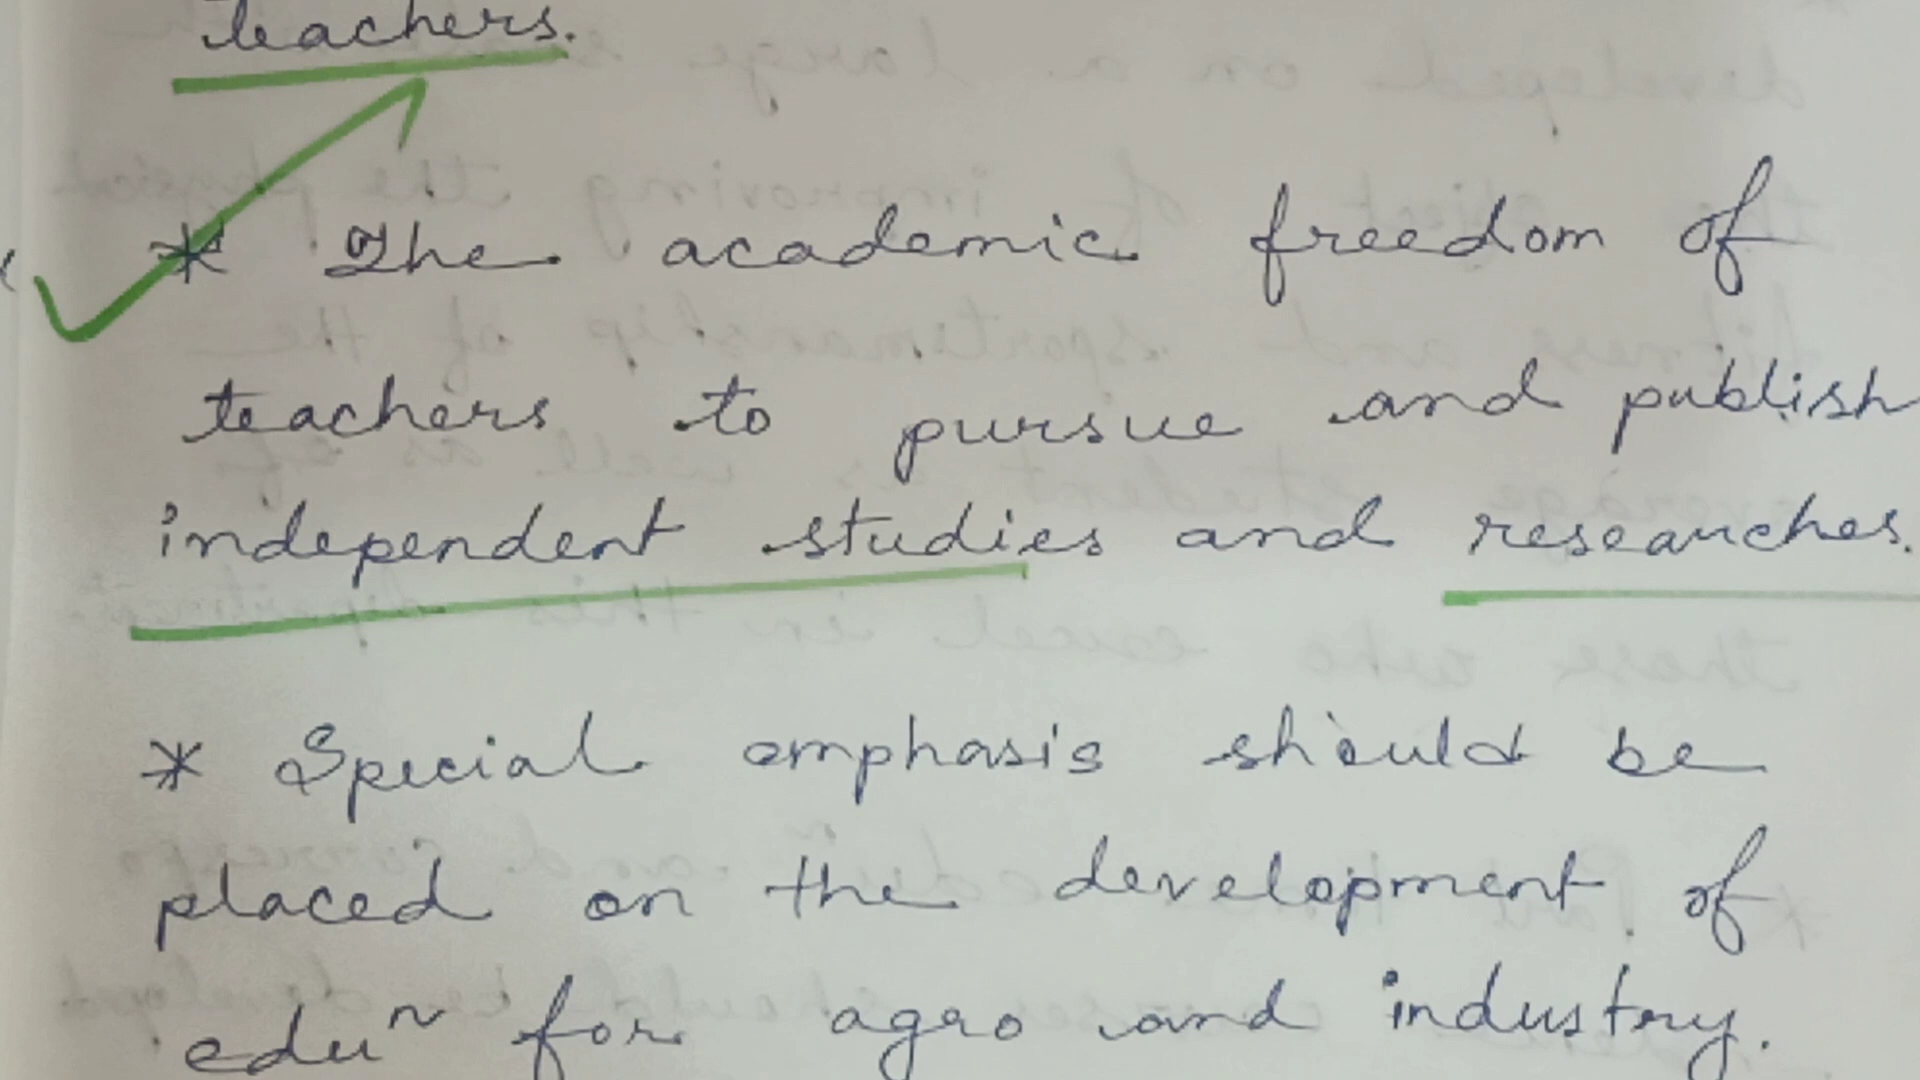 teachers.
* The academic freedom of
teachers to pursue and publish
independent studies and researches.
* Special emphasis should be
placed on the development of
eduⁿ for agro and industry.